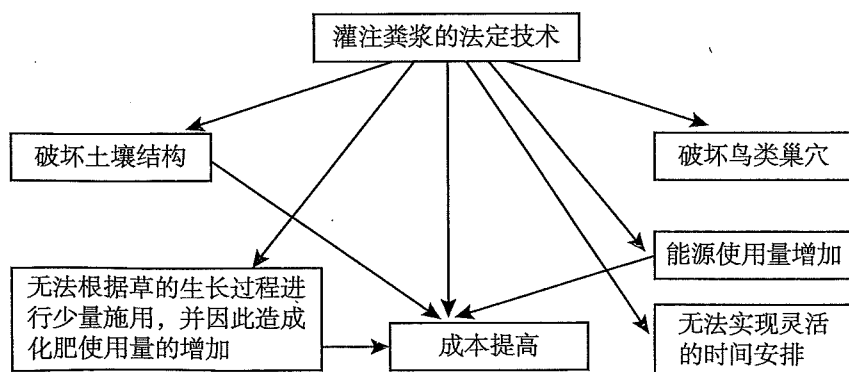 灌注粪浆的法定技术
破坏土壤结构
破坏鸟类巢穴
能源使用量增加
无法根据草的生长过程进
行少量施用，并因此造成
化肥使用量的增加
成本提高
无法实现灵活
的时间安排